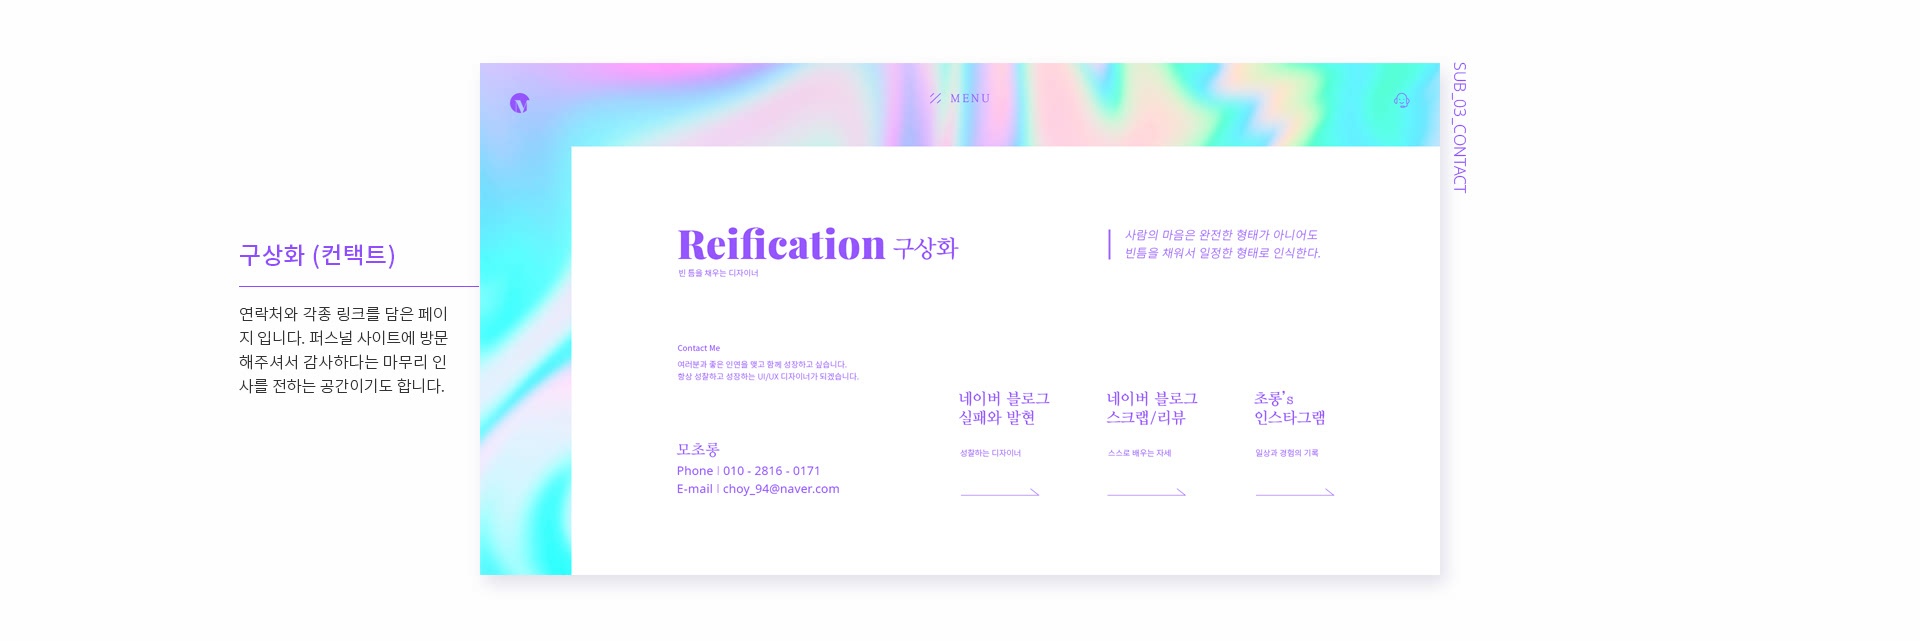 M
MENU
SUB_03_CONTACT
구상화 (컨택트)
연락처와 각종 링크를 담은 페이
지 입니다. 퍼스널 사이트에 방문
해주셔서 감사하다는 마무리 인
사를 전하는 공간이기도 합니다.
Reification 구상화
빈 틈을 채우는 디자이너
사람의 마음은 완전한 형태가 아니어도
빈틈을 채워서 일정한 형태로 인식한다.
Contact Me
여러분과 좋은 인연을 맺고 함께 성장하고 싶습니다.
항상 성찰하고 성장하는 UI/UX 디자이너가 되겠습니다.
모초롱
Phone | 010 - 2816 - 0171
E-mail | choy_94@naver.com
네이버 블로그
실패와 발현
성찰하는 디자이너
네이버 블로그
스크랩/리뷰
스스로 배우는 자세
초롱's
인스타그램
일상과 경험의 기록